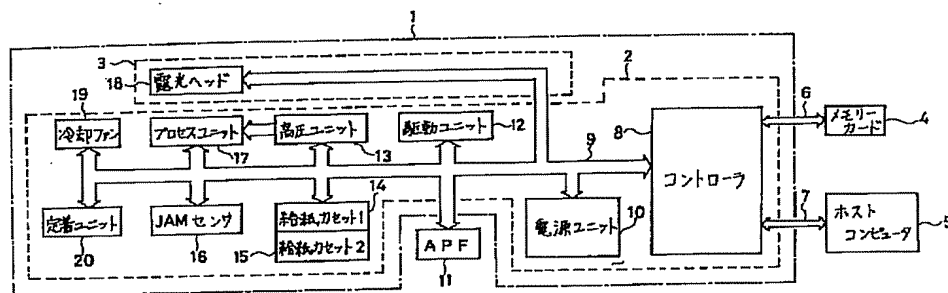 1
3
2
18 露光ヘッド
19
冷却ファン
プロセスユニット
17
高圧ユニット
13
駆動ユニット 12
8
9
6
メモリー
カード
4
コントローラ
定着ユニット
20
JAMセンサ
16
14
給紙カセット1
15 給紙カセット2
APF
11
電源ユニット
10
7
ホスト
コンピュータ
5